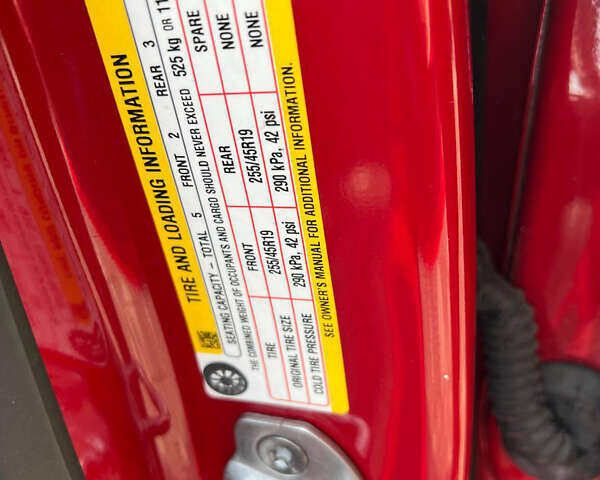 TIRE AND LOADING INFORMATION
SEATING CAPACITY – TOTAL 5 FRONT 2 REAR 3
THE COMBINED WEIGHT OF OCCUPANTS AND CARGO SHOULD NEVER EXCEED 525 kg OR 11
TIRE FRONT REAR SPARE
ORIGINAL TIRE SIZE 255/45R19 255/45R19 NONE
COLD TIRE PRESSURE 290 kPa, 42 psi 290 kPa, 42 psi NONE
SEE OWNER'S MANUAL FOR ADDITIONAL INFORMATION.